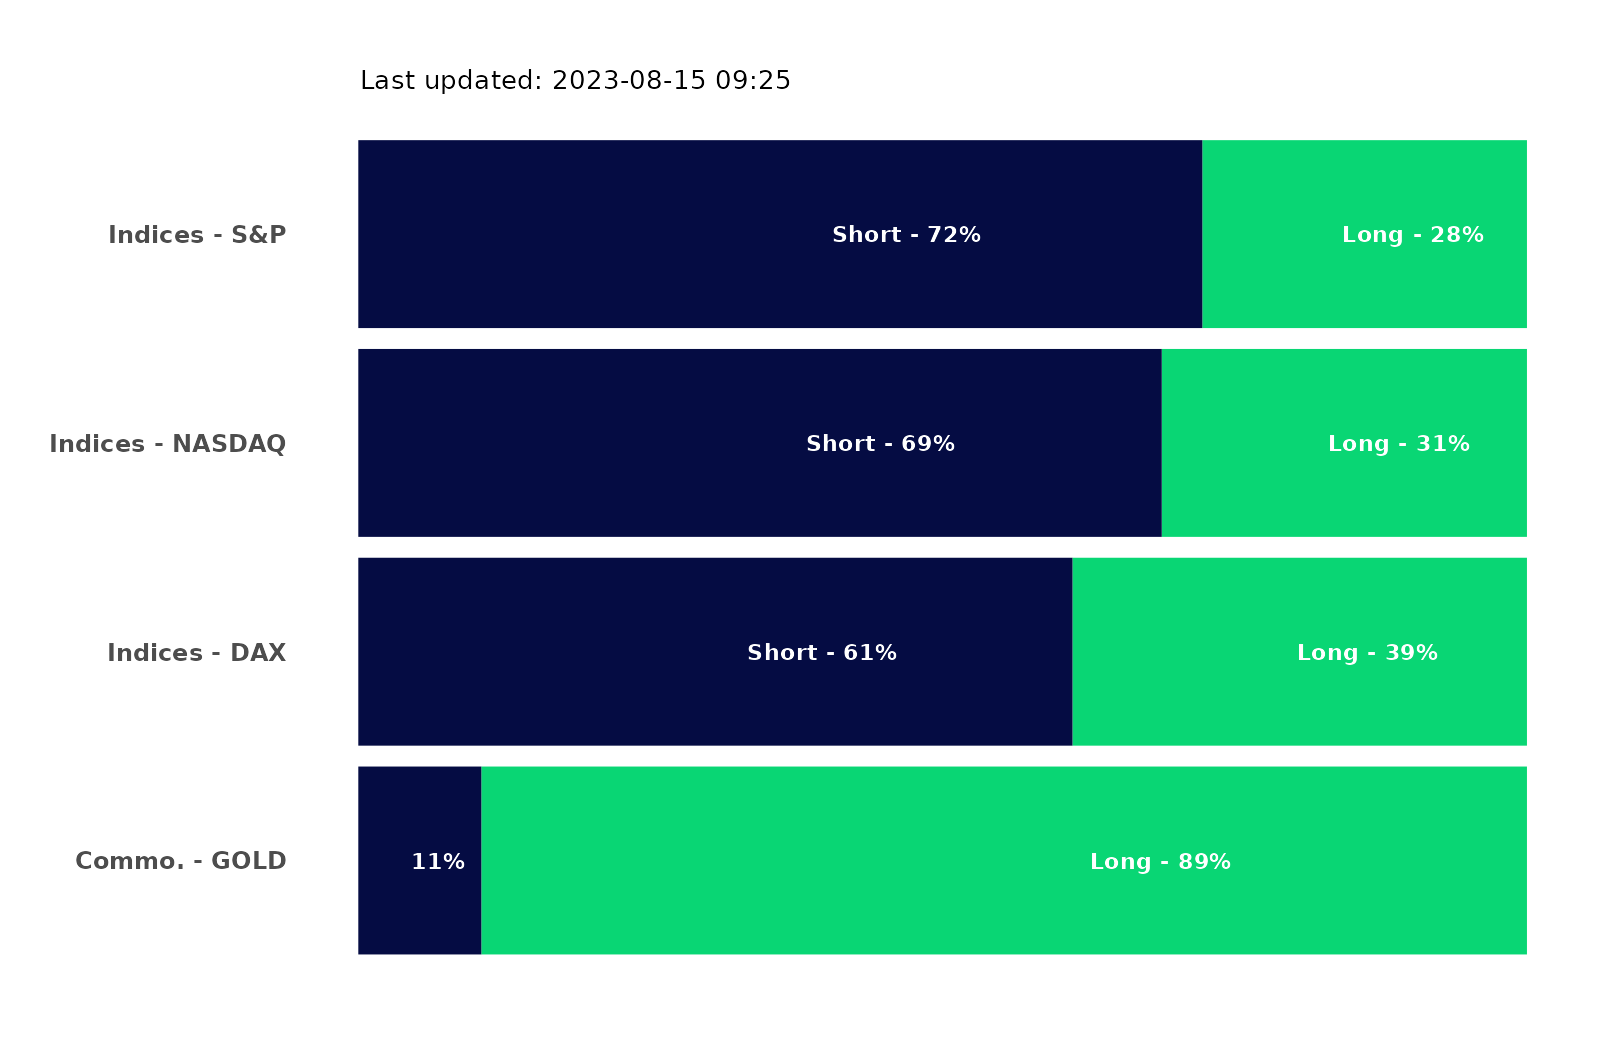 Last updated: 2023-08-15 09:25
Indices - S&P
Short - 72%
Long - 28%
Indices - NASDAQ
Short - 69%
Long - 31%
Indices - DAX
Short - 61%
Long - 39%
Commo. - GOLD
11%
Long - 89%